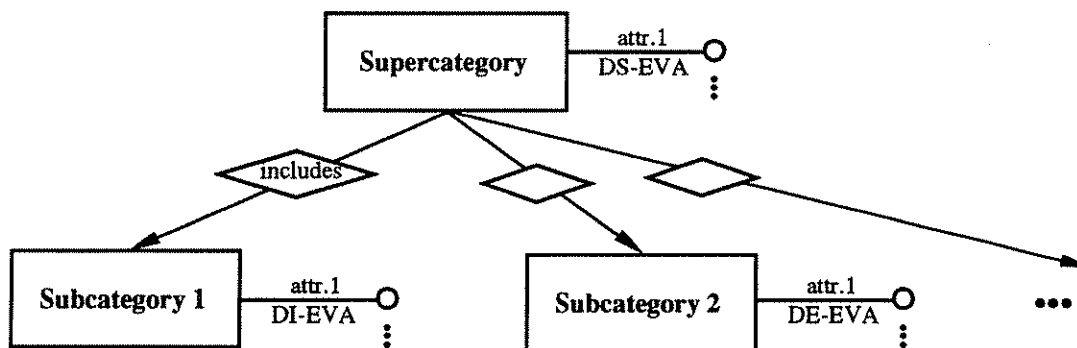 attr.1
Supercategory
DS-EVA
includes
Subcategory 1
attr.1
DI-EVA
Subcategory 2
attr.1
DE-EVA